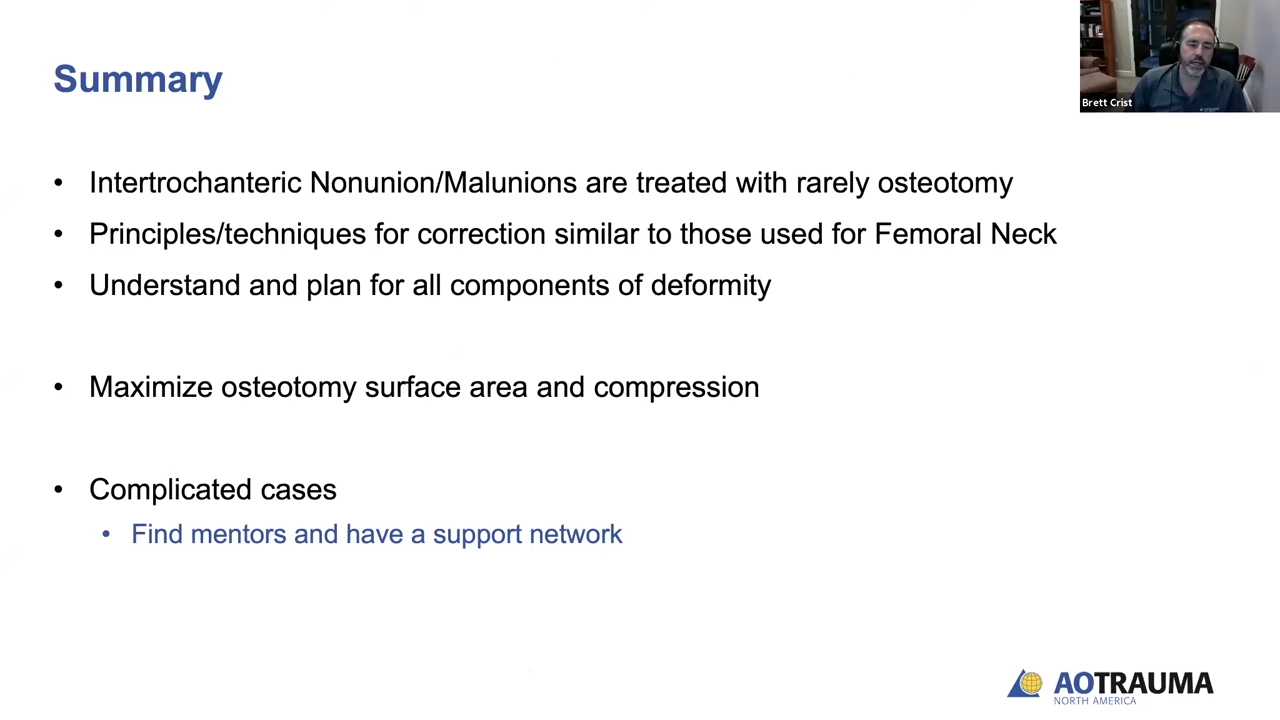 Summary
Brett Crist
• Intertrochanteric Nonunion/Malunions are treated with rarely osteotomy
• Principles/techniques for correction similar to those used for Femoral Neck
• Understand and plan for all components of deformity
• Maximize osteotomy surface area and compression
• Complicated cases
• Find mentors and have a support network
AOTRAUMA
NORTH AMERICA